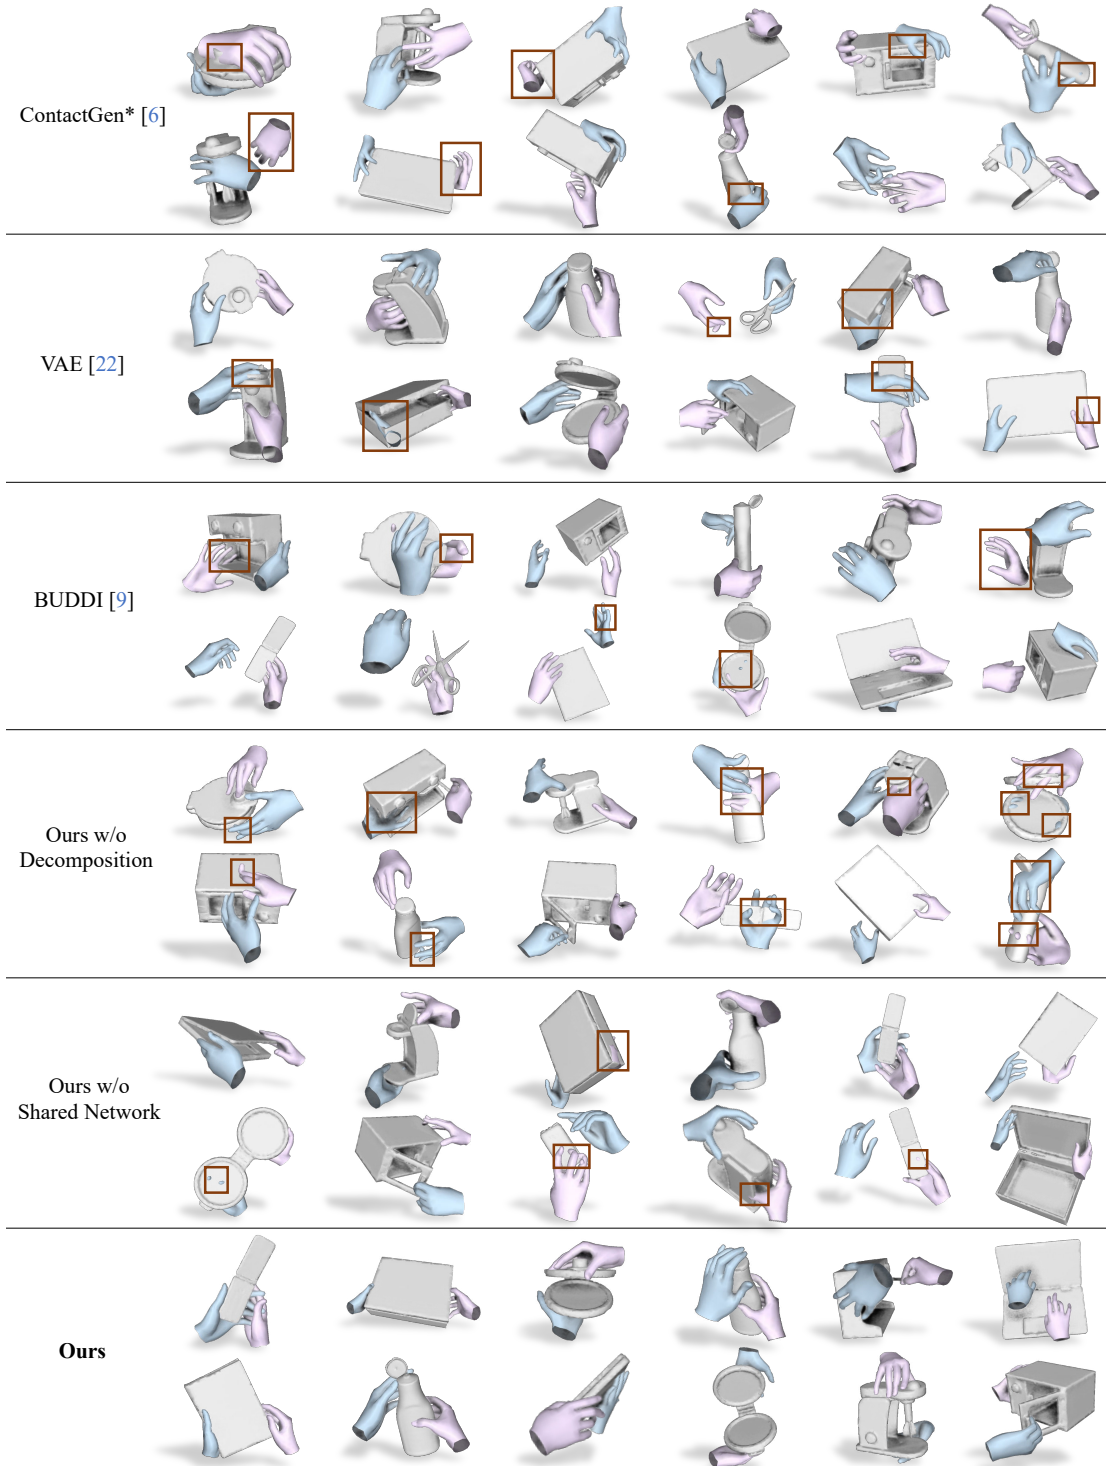 ContactGen* [6]
VAE [22]
BUDDI [9]
Ours w/o
Decomposition
Ours w/o
Shared Network
Ours